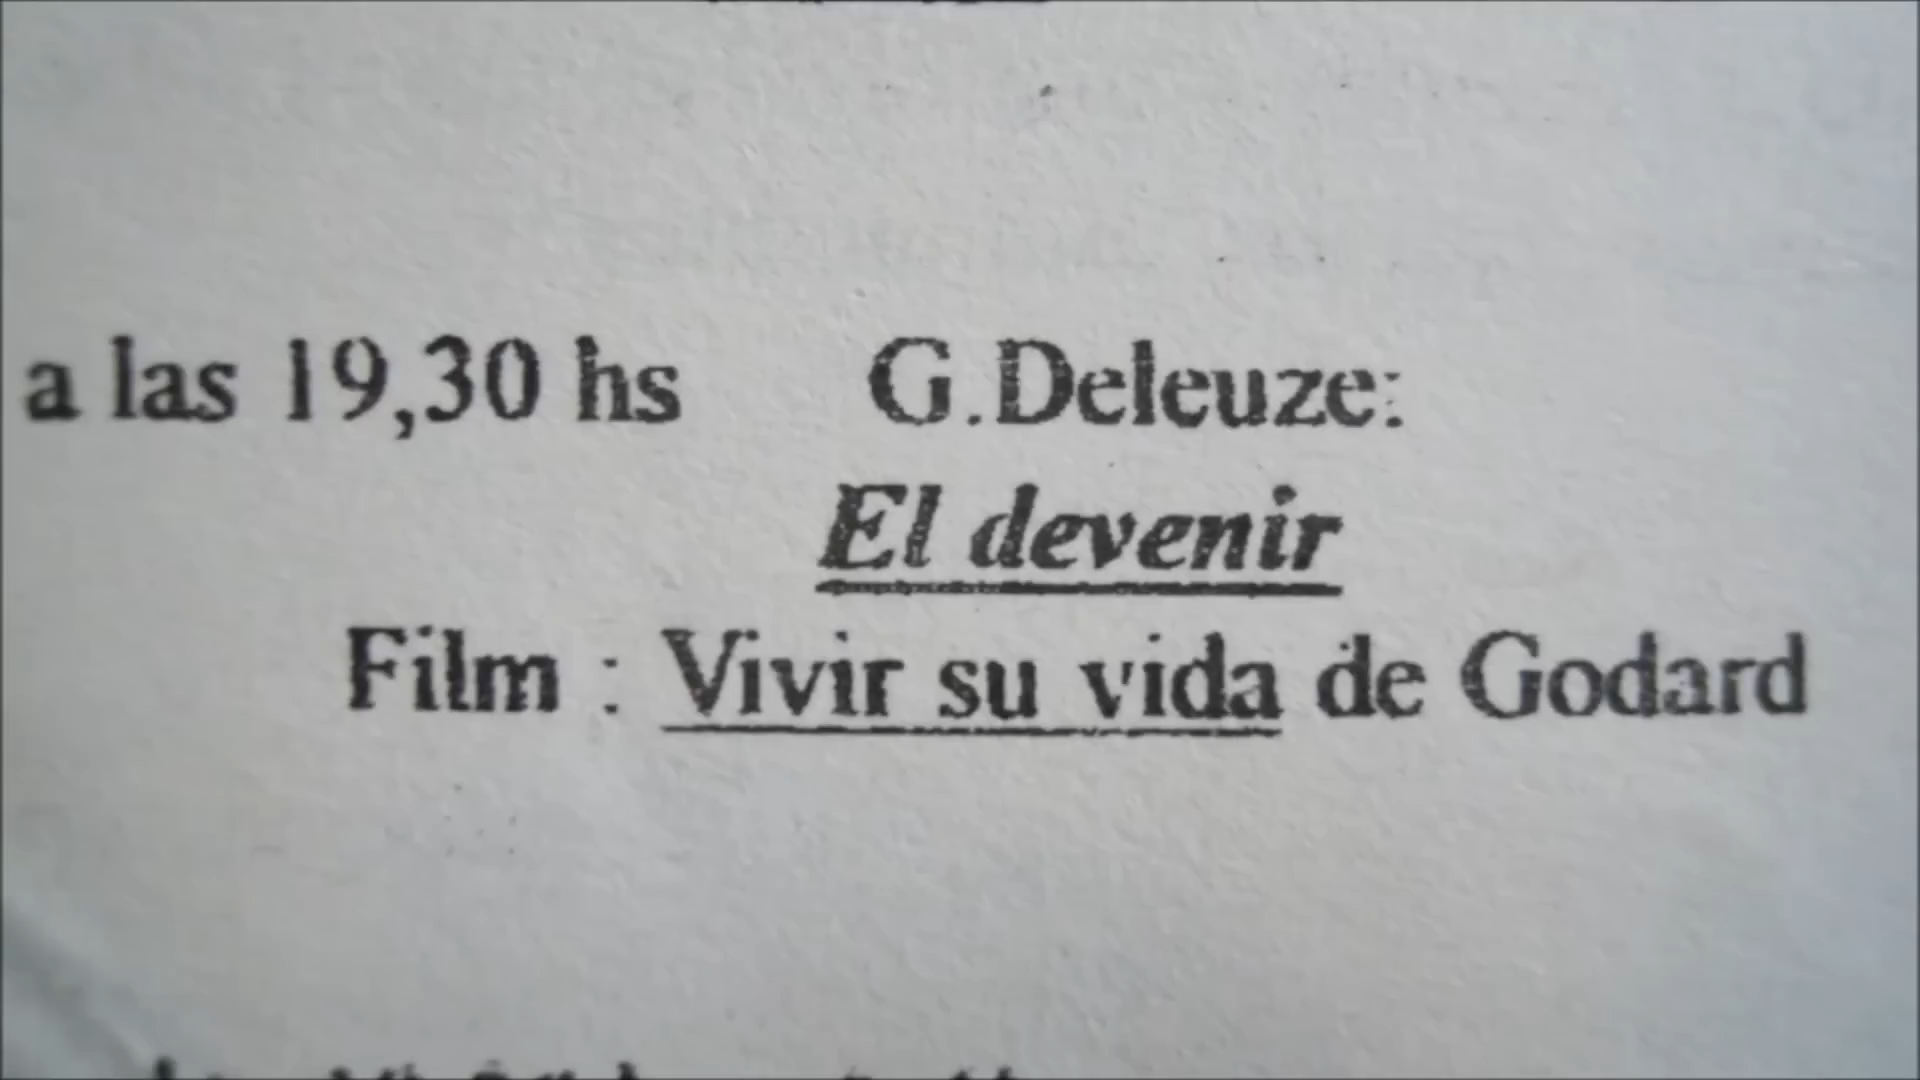 a las 19,30 hs G.Deleuze:
El devenir
Film : Vivir su vida de Godard